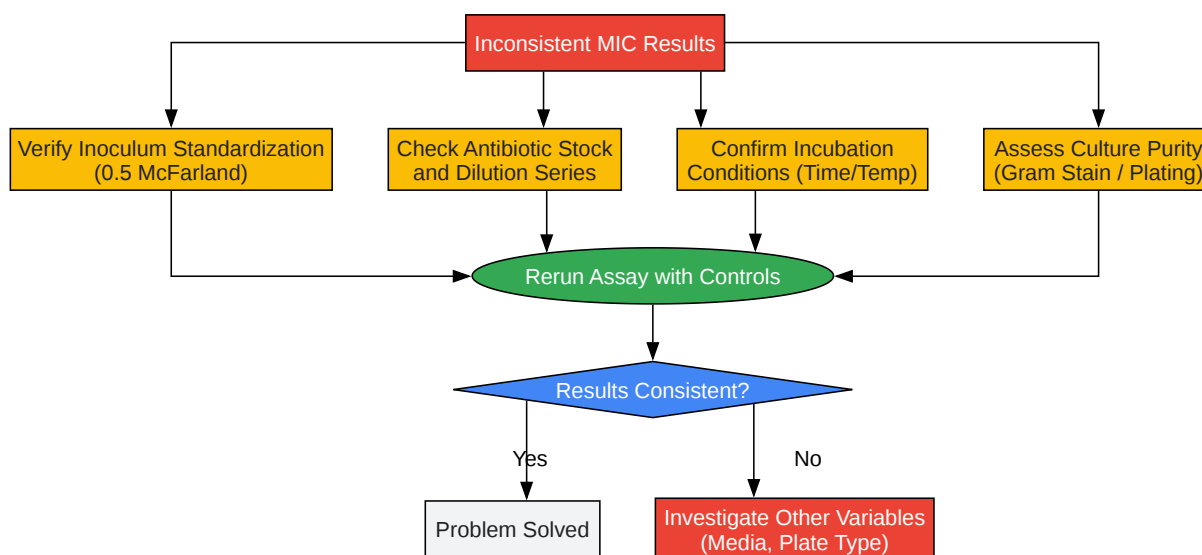 Inconsistent MIC Results
Verify Inoculum Standardization
(0.5 McFarland)
Check Antibiotic Stock
and Dilution Series
Confirm Incubation
Conditions (Time/Temp)
Assess Culture Purity
(Gram Stain / Plating)
Rerun Assay with Controls
Results Consistent?
Yes
No
Problem Solved
Investigate Other Variables
(Media, Plate Type)